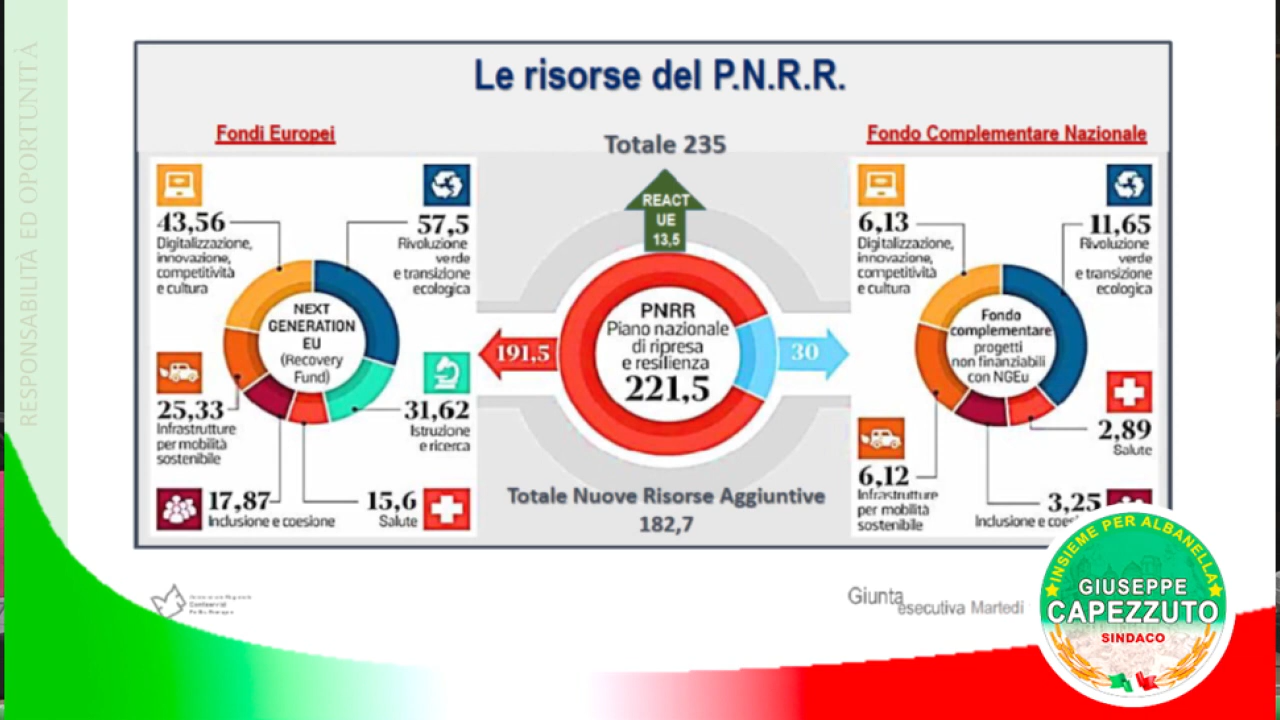 RESPONSABILITÀ ED OPORTUNITÀ
Le risorse del P.N.R.R.
Fondi Europei
Totale 235
Fondo Complementare Nazionale
43,56
Digitalizzazione,
innovazione,
competitività
e cultura
57,5
Rivoluzione
verde
e transizione
ecologica
NEXT
GENERATION
EU
(Recovery
Fund)
25,33
Infrastrutture
per mobilità
sostenibile
31,62
Istruzione
e ricerca
17,87
Inclusione e coesione
15,6
Salute
REACT
UE
13,5
PNRR
Piano nazionale
di ripresa
e resilienza
221,5
191,5
30
Totale Nuove Risorse Aggiuntive
182,7
6,13
Digitalizzazione,
innovazione,
competitività
e cultura
11,65
Rivoluzione
verde
e transizione
ecologica
Fondo
complementare
progetti
non finanziabili
con NGEu
6,12
Infrastrutture
per mobilità
sostenibile
2,89
Salute
3,25
Inclusione e coes
Giunta
esecutiva Martedì
INSIEME PER ALBANELLA
GIUSEPPE
CAPEZZUTO
SINDACO